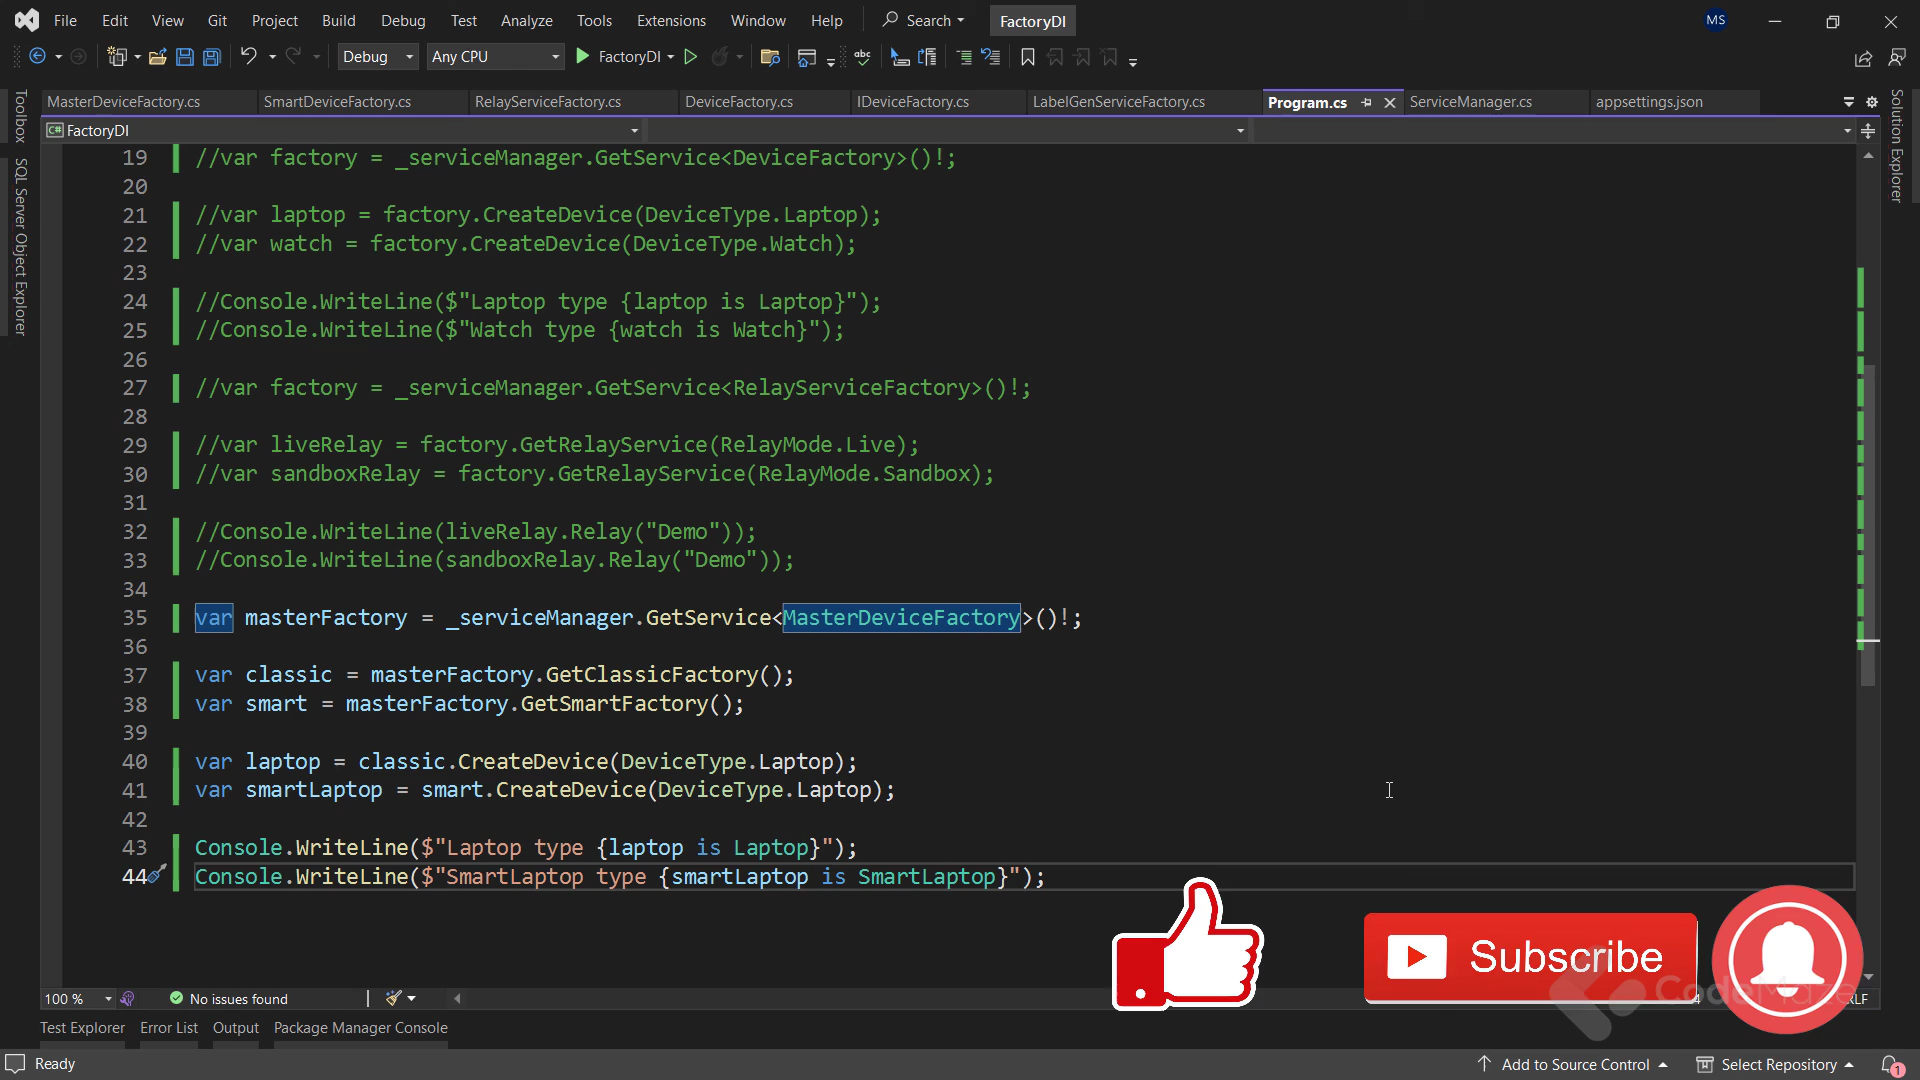 File Edit View Git Project Build Debug Test Analyze Tools Extensions Window Help Search FactoryDI MS
Debug Any CPU FactoryDI
MasterDeviceFactory.cs SmartDeviceFactory.cs RelayServiceFactory.cs DeviceFactory.cs IDeviceFactory.cs LabelGenServiceFactory.cs Program.cs ServiceManager.cs appsettings.json
Toolbox
SQL Server Object Explorer
Solution Explorer
C# FactoryDI
19 //var factory = _serviceManager.GetService<DeviceFactory>()!;
20
21 //var laptop = factory.CreateDevice(DeviceType.Laptop);
22 //var watch = factory.CreateDevice(DeviceType.Watch);
23
24 //Console.WriteLine($"Laptop type {laptop is Laptop}");
25 //Console.WriteLine($"Watch type {watch is Watch}");
26
27 //var factory = _serviceManager.GetService<RelayServiceFactory>()!;
28
29 //var liveRelay = factory.GetRelayService(RelayMode.Live);
30 //var sandboxRelay = factory.GetRelayService(RelayMode.Sandbox);
31
32 //Console.WriteLine(liveRelay.Relay("Demo"));
33 //Console.WriteLine(sandboxRelay.Relay("Demo"));
34
35 var masterFactory = _serviceManager.GetService<MasterDeviceFactory>()!;
36
37 var classic = masterFactory.GetClassicFactory();
38 var smart = masterFactory.GetSmartFactory();
39
40 var laptop = classic.CreateDevice(DeviceType.Laptop);
41 var smartLaptop = smart.CreateDevice(DeviceType.Laptop);
42
43 Console.WriteLine($"Laptop type {laptop is Laptop}");
44 Console.WriteLine($"SmartLaptop type {smartLaptop is SmartLaptop}");
Subscribe
CodeMaze
100 % No issues found
Test Explorer Error List Output Package Manager Console
Ready Add to Source Control Select Repository 1